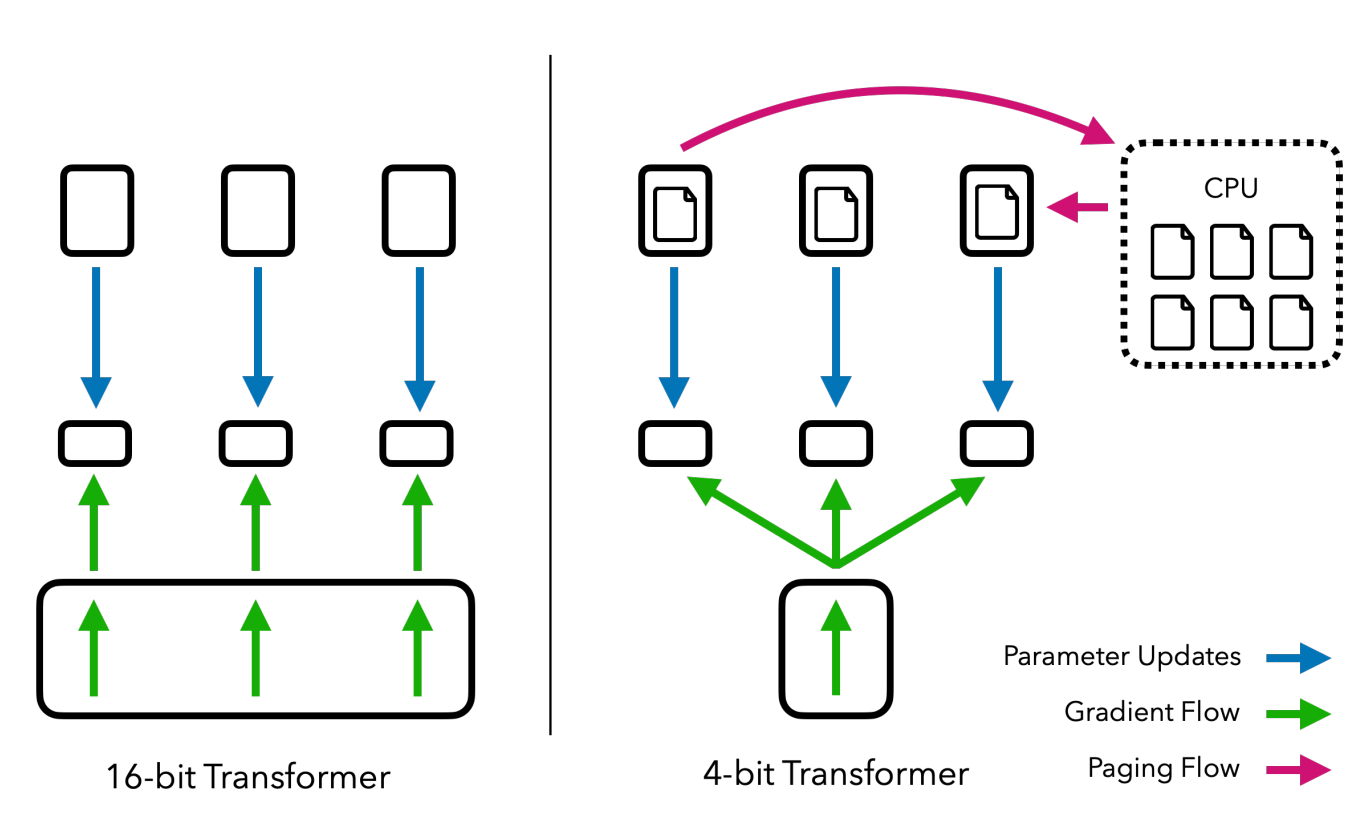 CPU
Parameter Updates
Gradient Flow
Paging Flow
16-bit Transformer
4-bit Transformer